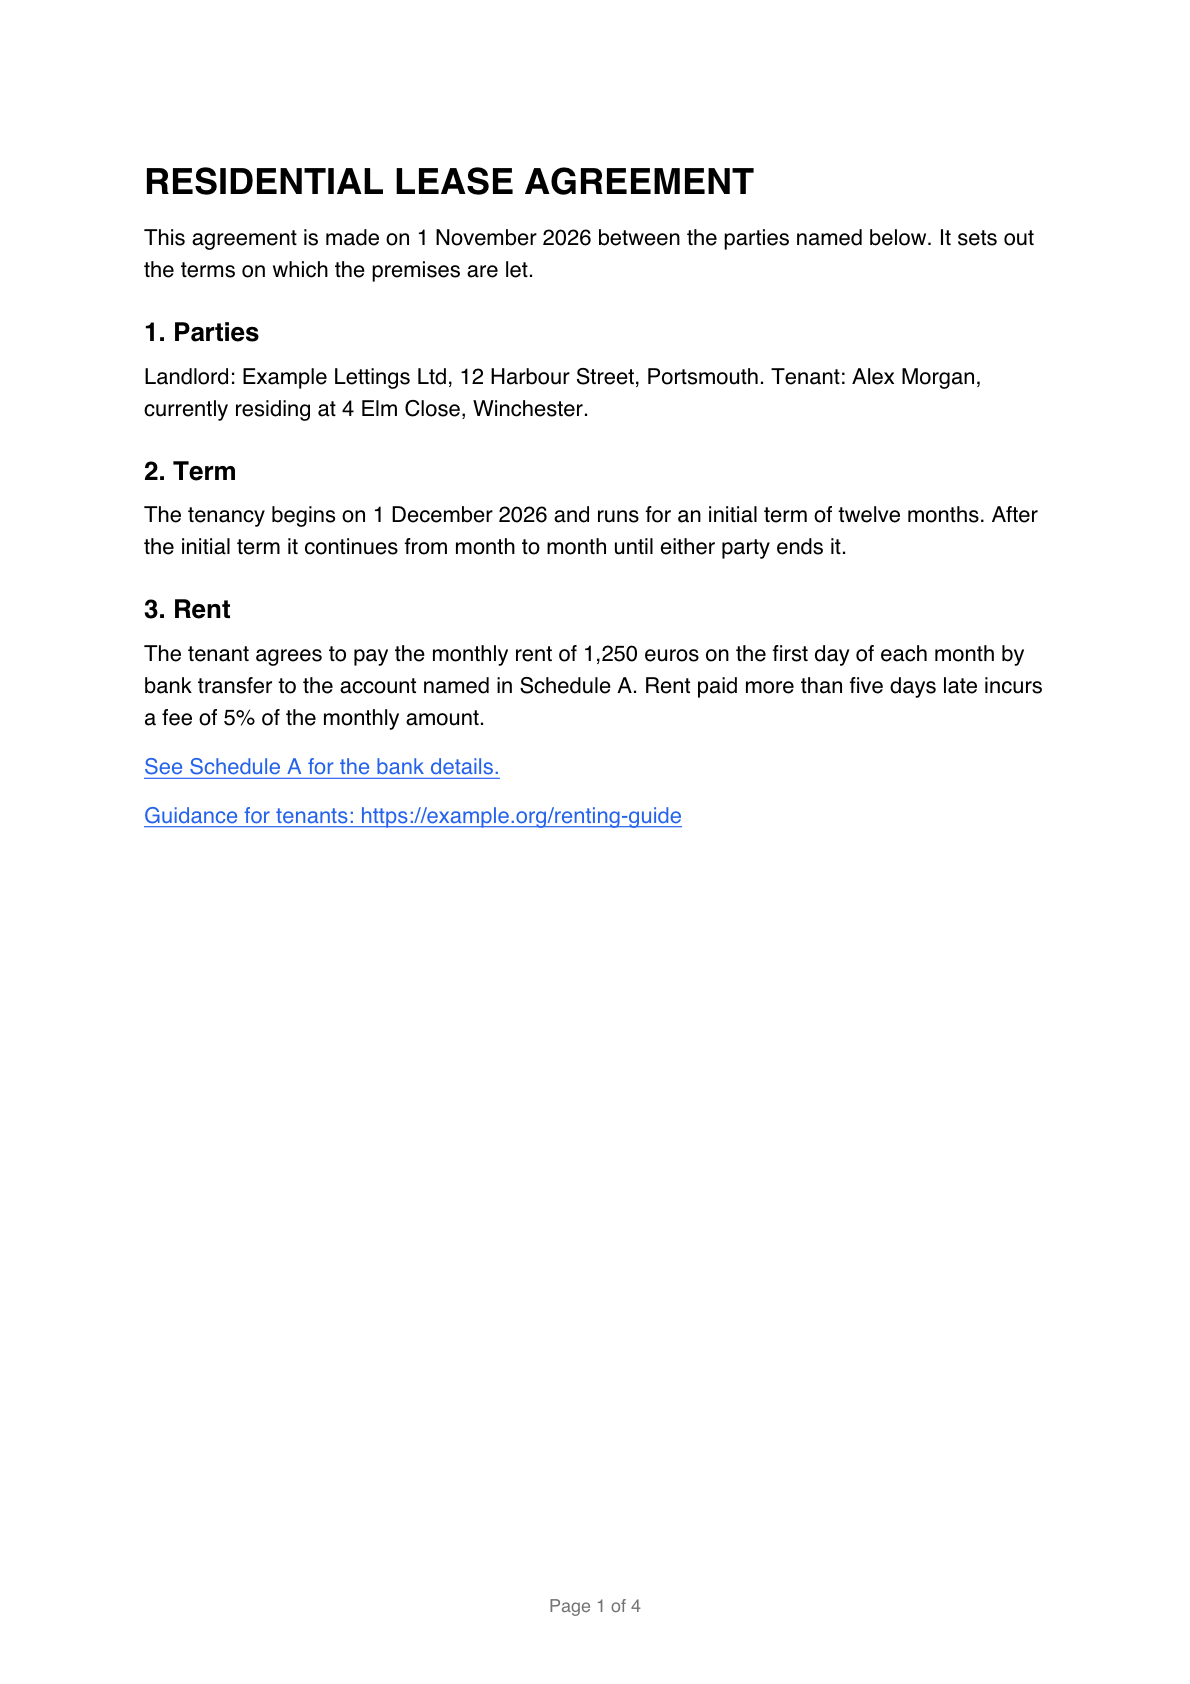 RESIDENTIAL LEASE AGREEMENT
This agreement is made on 1 November 2026 between the parties named below. It sets out
the terms on which the premises are let.
1. Parties
Landlord: Example Lettings Ltd, 12 Harbour Street, Portsmouth. Tenant: Alex Morgan,
currently residing at 4 Elm Close, Winchester.
2. Term
The tenancy begins on 1 December 2026 and runs for an initial term of twelve months. After
the initial term it continues from month to month until either party ends it.
3. Rent
The tenant agrees to pay the monthly rent of 1,250 euros on the first day of each month by
bank transfer to the account named in Schedule A. Rent paid more than five days late incurs
a fee of 5% of the monthly amount.
See Schedule A for the bank details.
Guidance for tenants: https://example.org/renting-guide
Page 1 of 4